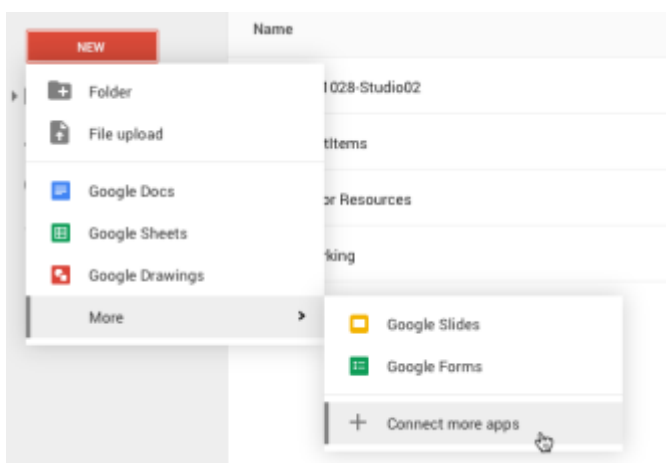 NEW
Name
Folder
1028-Studio02
File upload
tItems
Google Docs
or Resources
Google Sheets
rking
Google Drawings
More
Google Slides
Google Forms
Connect more apps